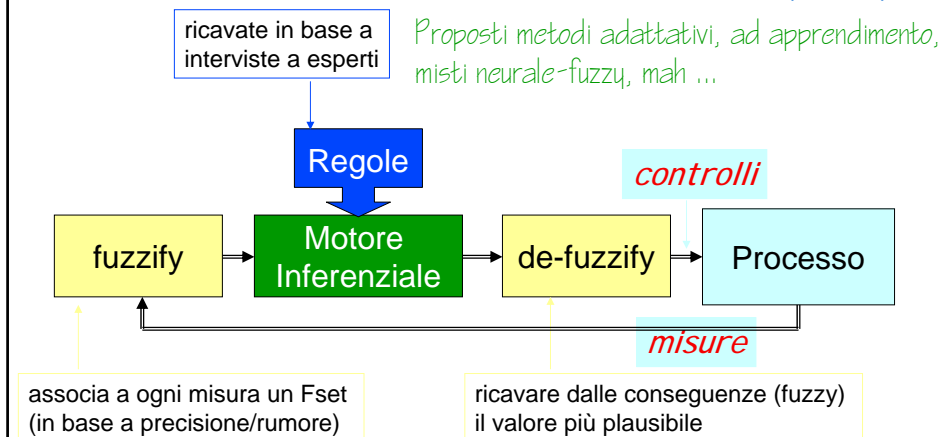 ricavate in base a
interviste a esperti
Proposti metodi adattativi, ad apprendimento,
misti neurale-fuzzy, mah ...
Regole
controlli
fuzzify
Motore
Inferenziale
de-fuzzify
Processo
misure
associa a ogni misura un Fset
(in base a precisione/rumore)
ricavare dalle conseguenze (fuzzy)
il valore più plausibile